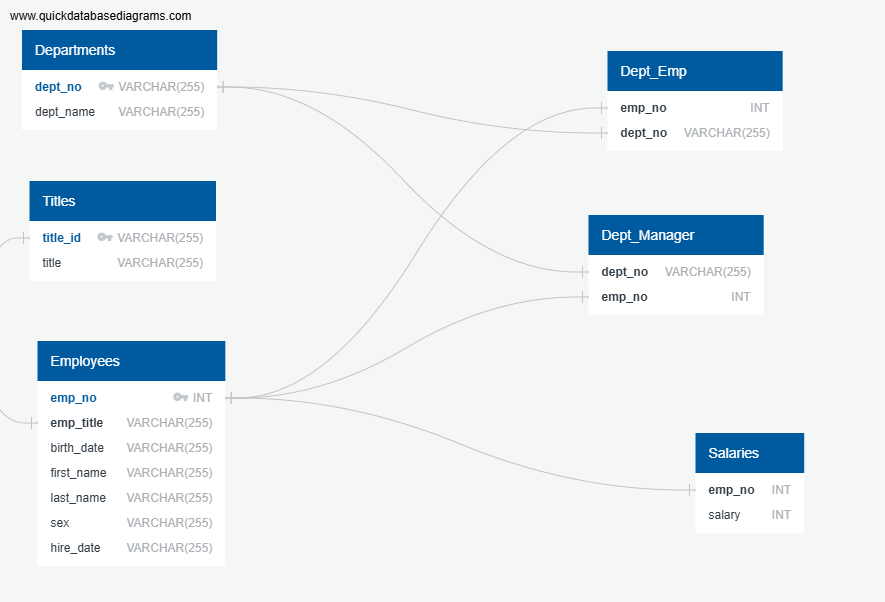 www.quickdatabasediagrams.com
Departments
dept_no VARCHAR(255)
dept_name VARCHAR(255)
Titles
title_id VARCHAR(255)
title VARCHAR(255)
Employees
emp_no INT
emp_title VARCHAR(255)
birth_date VARCHAR(255)
first_name VARCHAR(255)
last_name VARCHAR(255)
sex VARCHAR(255)
hire_date VARCHAR(255)
Dept_Emp
emp_no INT
dept_no VARCHAR(255)
Dept_Manager
dept_no VARCHAR(255)
emp_no INT
Salaries
emp_no INT
salary INT